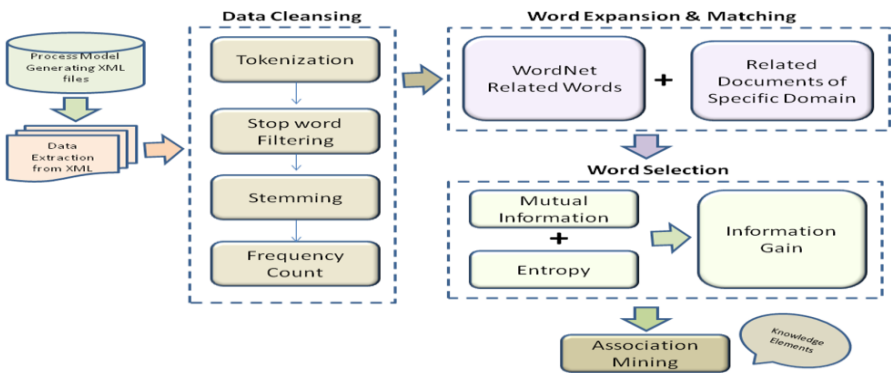 Process Model
Generating XML
files
Data
Extraction
from XML
Data Cleansing
Tokenization
Stop word
Filtering
Stemming
Frequency
Count
Word Expansion & Matching
WordNet
Related Words
+
Related
Documents of
Specific Domain
Word Selection
Mutual
Information
+
Entropy
Information
Gain
Association
Mining
Knowledge
Elements